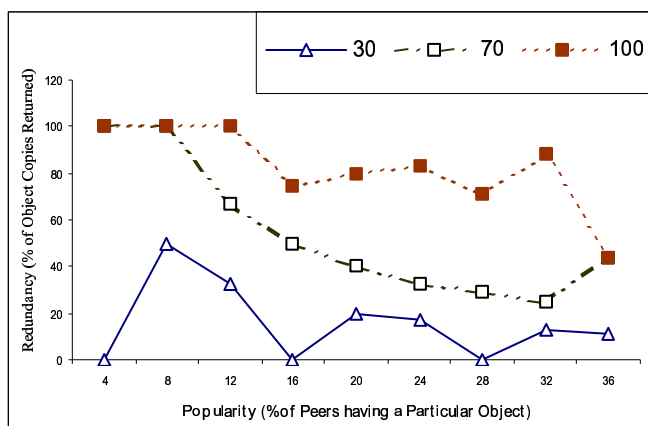 30 70 100
Redundancy (% of Object Copies Returned)
120
100
80
60
40
20
0
4 8 12 16 20 24 28 32 36
Popularity (%of Peers having a Particular Object)